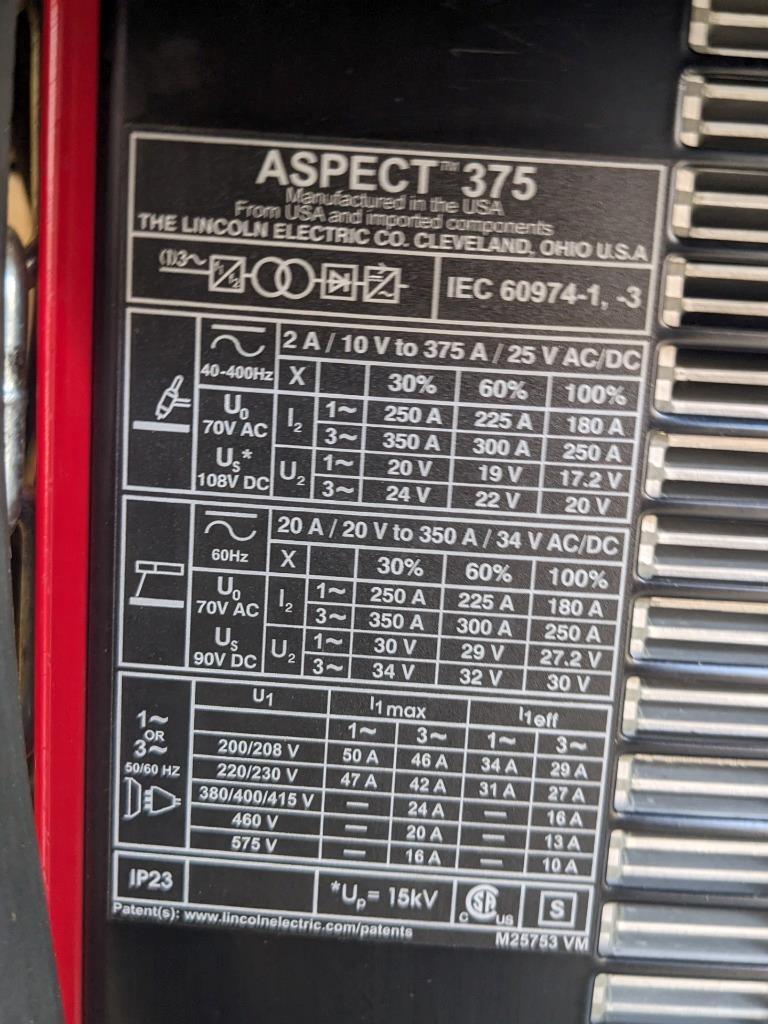 ASPECT™ 375
Manufactured in the USA
From USA and imported components
THE LINCOLN ELECTRIC CO. CLEVELAND, OHIO U.S.A
(1)3~ f1 f2 IEC 60974-1, -3
40-400Hz 2 A / 10 V to 375 A / 25 V AC/DC
X 30% 60% 100%
U0 70V AC I2 1~ 250 A 225 A 180 A
3~ 350 A 300 A 250 A
US* 108V DC U2 1~ 20 V 19 V 17.2 V
3~ 24 V 22 V 20 V
60Hz 20 A / 20 V to 350 A / 34 V AC/DC
X 30% 60% 100%
U0 70V AC I2 1~ 250 A 225 A 180 A
3~ 350 A 300 A 250 A
US 90V DC U2 1~ 30 V 29 V 27.2 V
3~ 34 V 32 V 30 V
1~ OR 3~ 50/60 HZ U1 I1max I1eff
1~ 3~ 1~ 3~
200/208 V 50 A 46 A 34 A 29 A
220/230 V 47 A 42 A 31 A 27 A
380/400/415 V — 24 A — 16 A
460 V — 20 A — 13 A
575 V — 16 A — 10 A
IP23 *Up= 15kV C SA US S
Patent(s): www.lincolnelectric.com/patents
M25753 VM